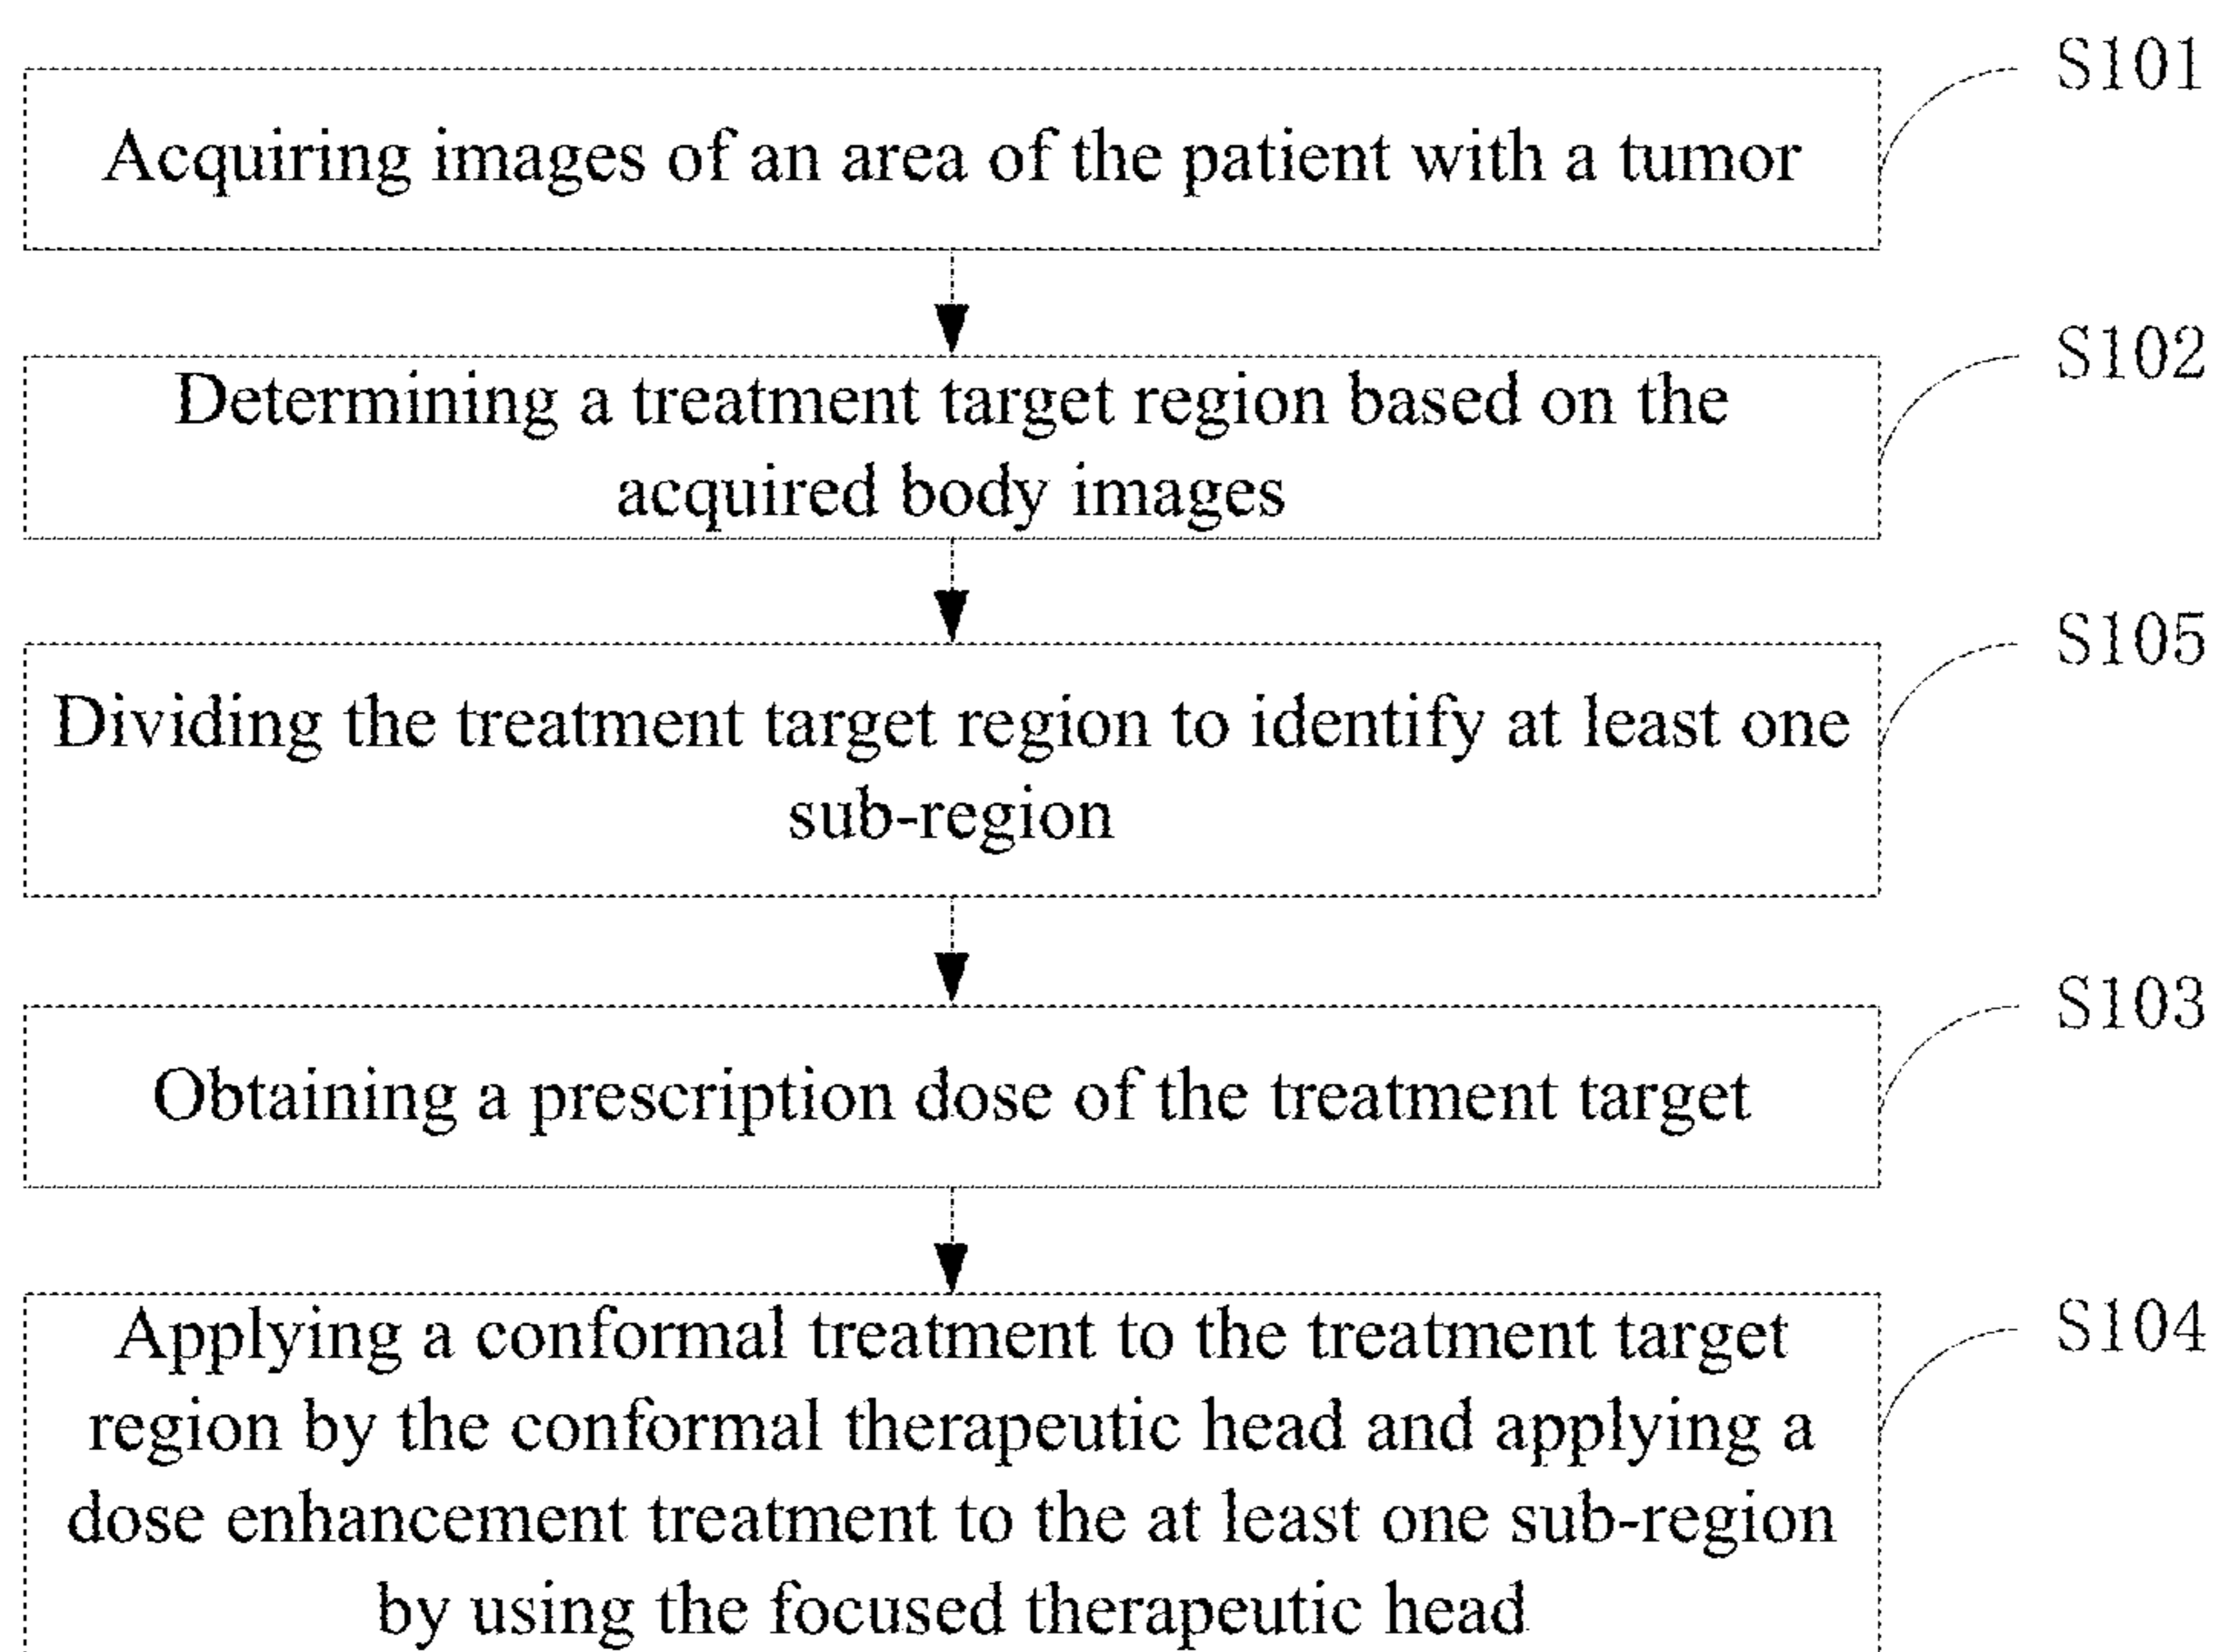 S101
Acquiring images of an area of the patient with a tumor
S102
Determining a treatment target region based on the
acquired body images
S105
Dividing the treatment target region to identify at least one
sub-region
S103
Obtaining a prescription dose of the treatment target
S104
Applying a conformal treatment to the treatment target
region by the conformal therapeutic head and applying a
dose enhancement treatment to the at least one sub-region
by using the focused therapeutic head